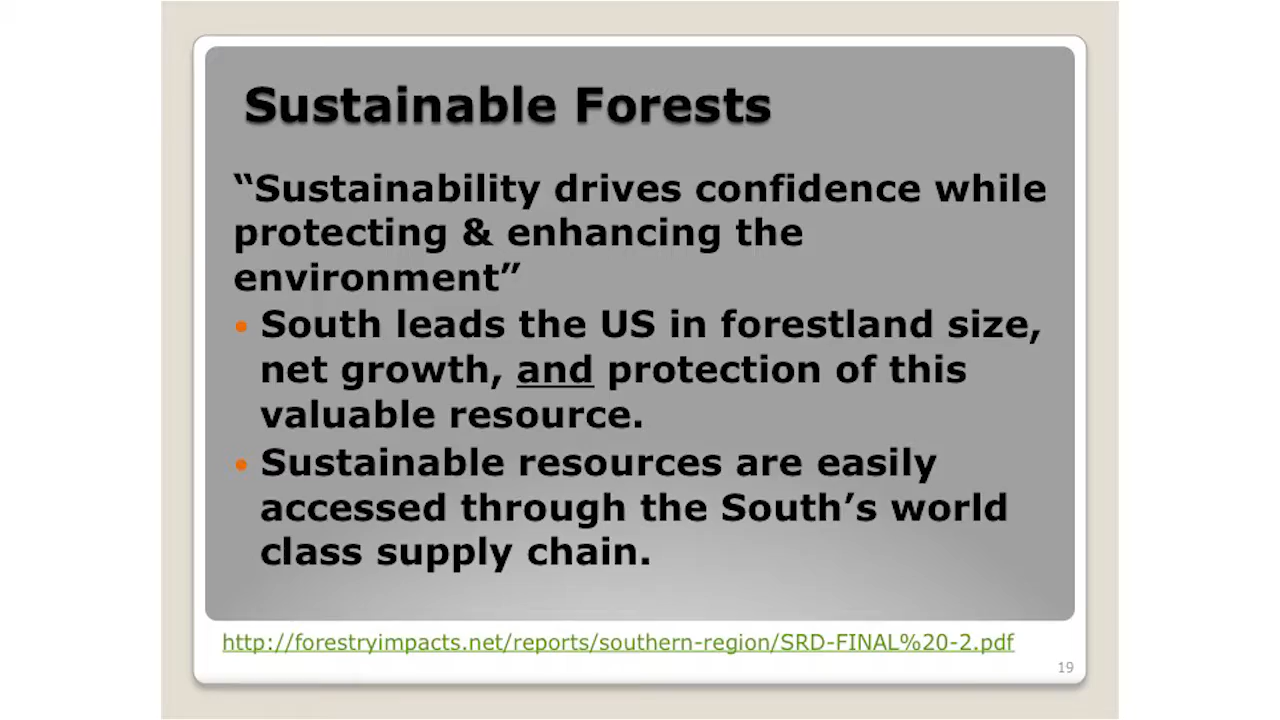 Sustainable Forests
“Sustainability drives confidence while
protecting & enhancing the
environment”
• South leads the US in forestland size,
net growth, and protection of this
valuable resource.
• Sustainable resources are easily
accessed through the South’s world
class supply chain.
http://forestryimpacts.net/reports/southern-region/SRD-FINAL%20-2.pdf
19